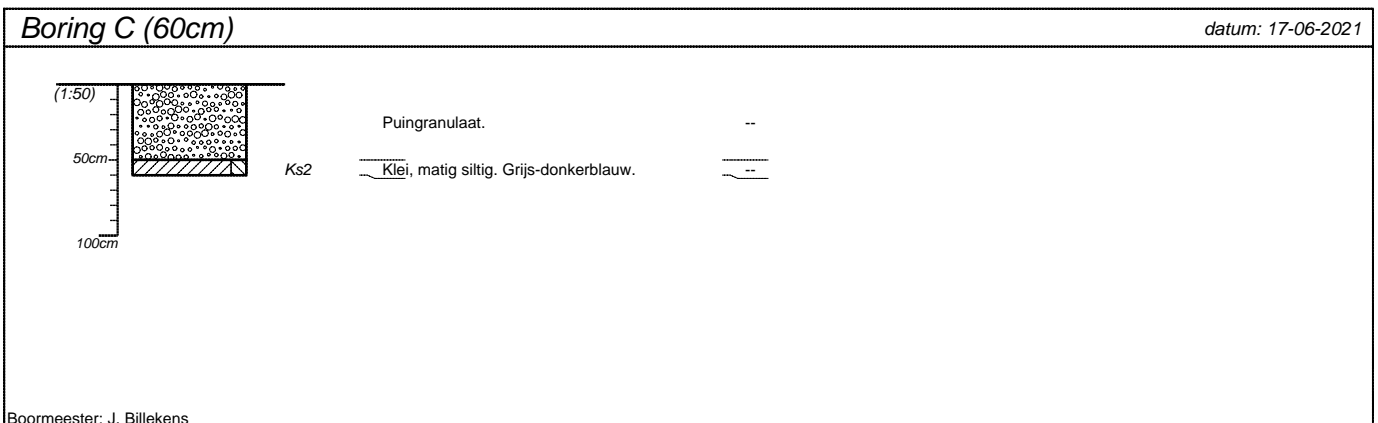 Boring C (60cm) datum: 17-06-2021
(1:50)
Puingranulaat. --
50cm
Ks2 Klei, matig siltig. Grijs-donkerblauw. --
100cm
Boormeester: J. Billekens